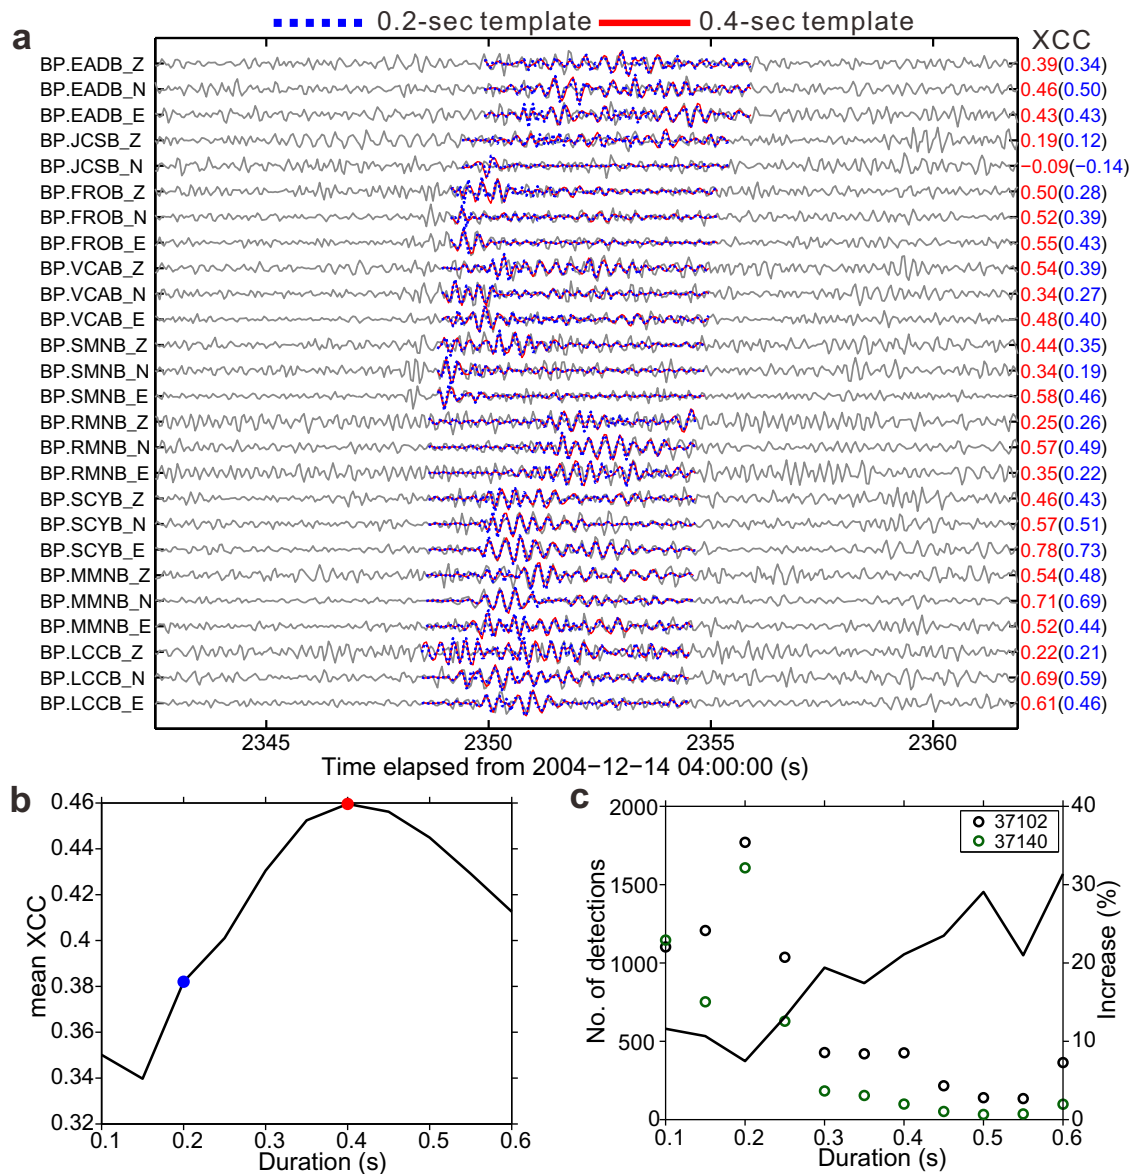 0.2-sec template 0.4-sec template
a
XCC
BP.EADB_Z 0.39(0.34)
BP.EADB_N 0.46(0.50)
BP.EADB_E 0.43(0.43)
BP.JCSB_Z 0.19(0.12)
BP.JCSB_N −0.09(−0.14)
BP.FROB_Z 0.50(0.28)
BP.FROB_N 0.52(0.39)
BP.FROB_E 0.55(0.43)
BP.VCAB_Z 0.54(0.39)
BP.VCAB_N 0.34(0.27)
BP.VCAB_E 0.48(0.40)
BP.SMNB_Z 0.44(0.35)
BP.SMNB_N 0.34(0.19)
BP.SMNB_E 0.58(0.46)
BP.RMNB_Z 0.25(0.26)
BP.RMNB_N 0.57(0.49)
BP.RMNB_E 0.35(0.22)
BP.SCYB_Z 0.46(0.43)
BP.SCYB_N 0.57(0.51)
BP.SCYB_E 0.78(0.73)
BP.MMNB_Z 0.54(0.48)
BP.MMNB_N 0.71(0.69)
BP.MMNB_E 0.52(0.44)
BP.LCCB_Z 0.22(0.21)
BP.LCCB_N 0.69(0.59)
BP.LCCB_E 0.61(0.46)
2345 2350 2355 2360
Time elapsed from 2004−12−14 04:00:00 (s)
b
mean XCC
0.46
0.44
0.42
0.4
0.38
0.36
0.34
0.32
0.1 0.2 0.3 0.4 0.5 0.6
Duration (s)
c
No. of detections
2000
1500
1000
500
0
37102
37140
40
30
20
10
0
Increase (%)
0.1 0.2 0.3 0.4 0.5 0.6
Duration (s)